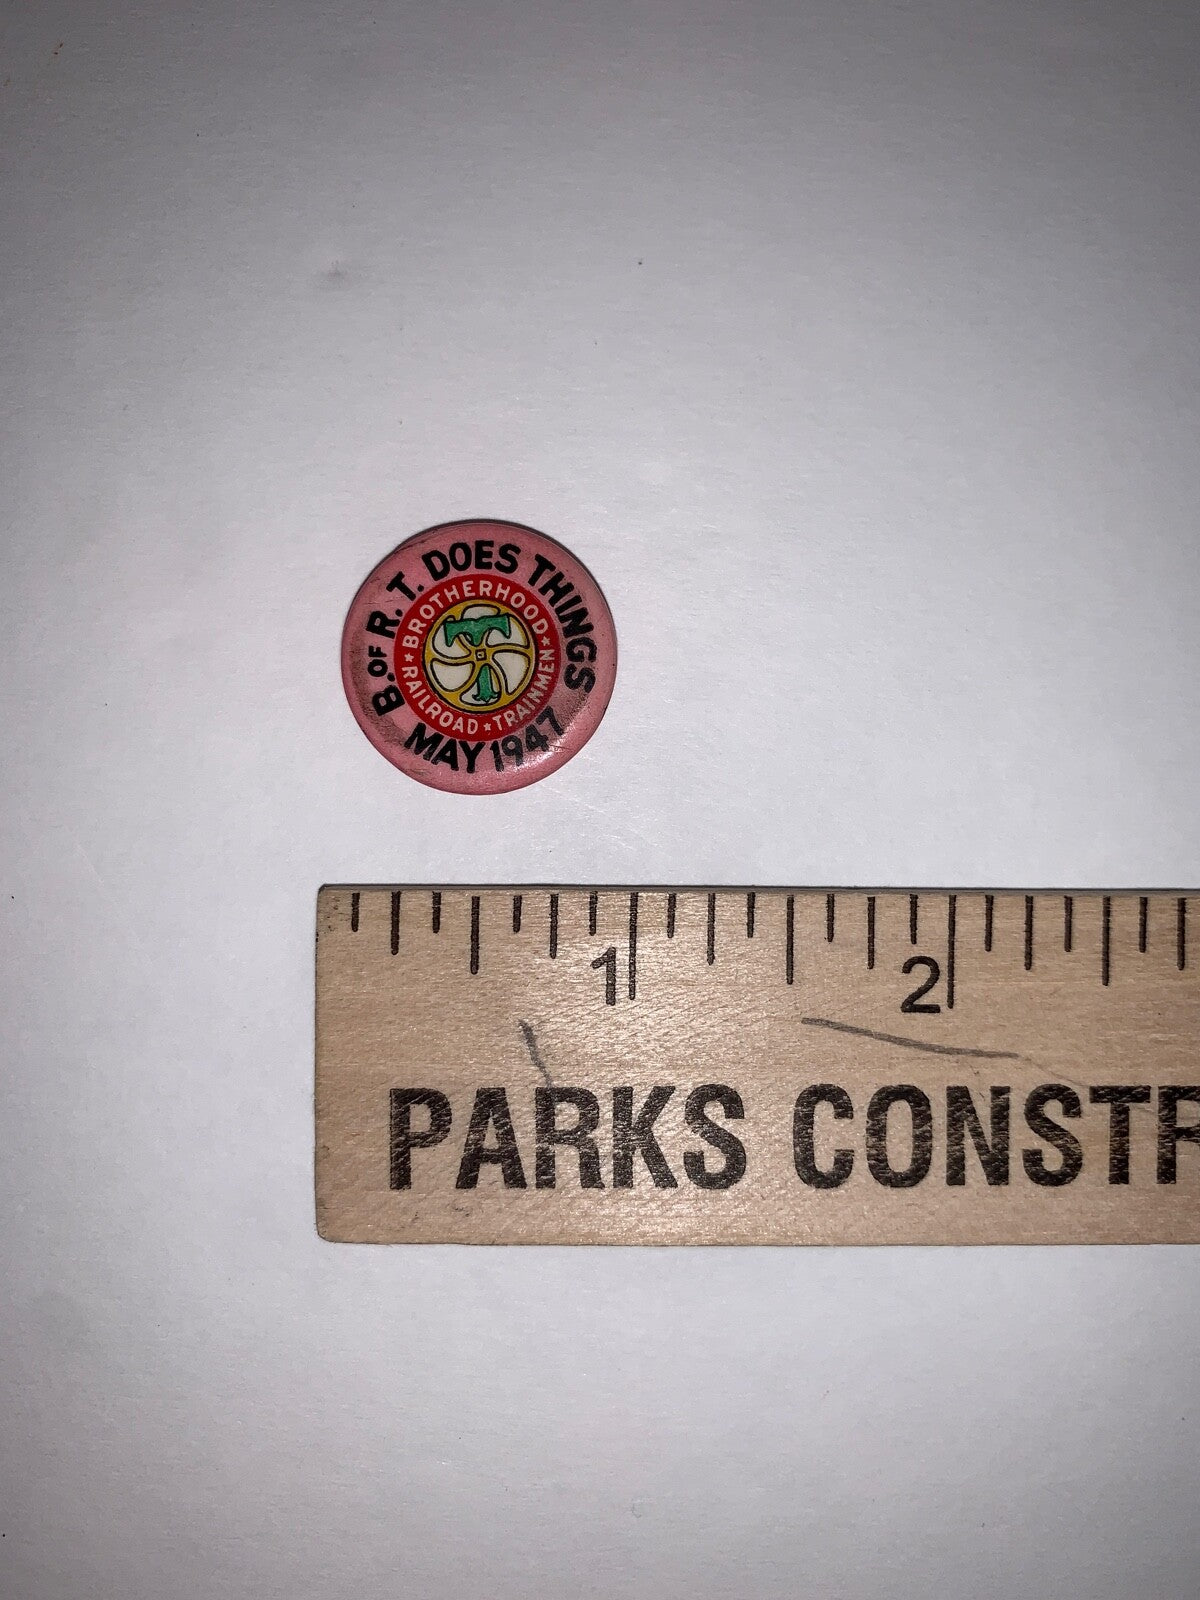 B. OF R. T. DOES THINGS
BROTHERHOOD
★ RAILROAD ★ TRAINMEN ★
T
MAY 1947
1 2
PARKS CONSTR